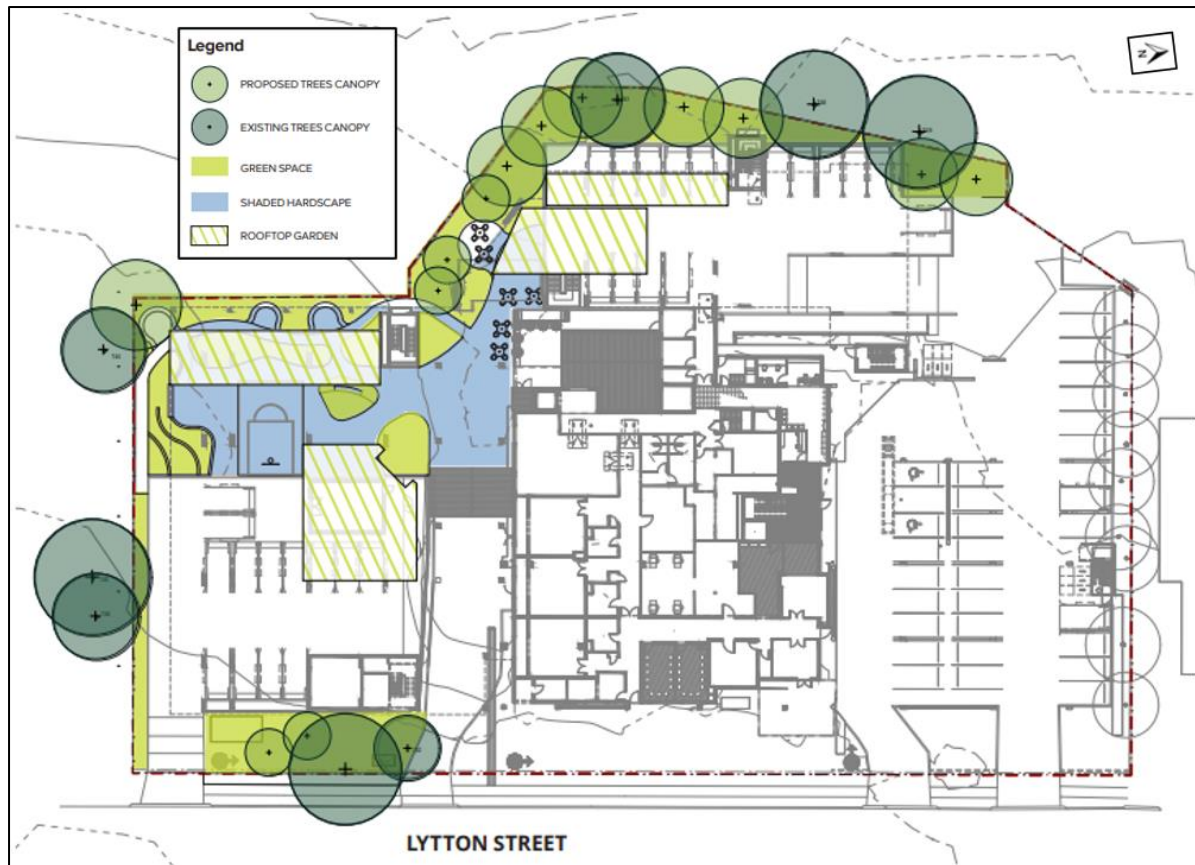 Legend
PROPOSED TREES CANOPY
EXISTING TREES CANOPY
GREEN SPACE
SHADED HARDSCAPE
ROOFTOP GARDEN
N
LYTTON STREET